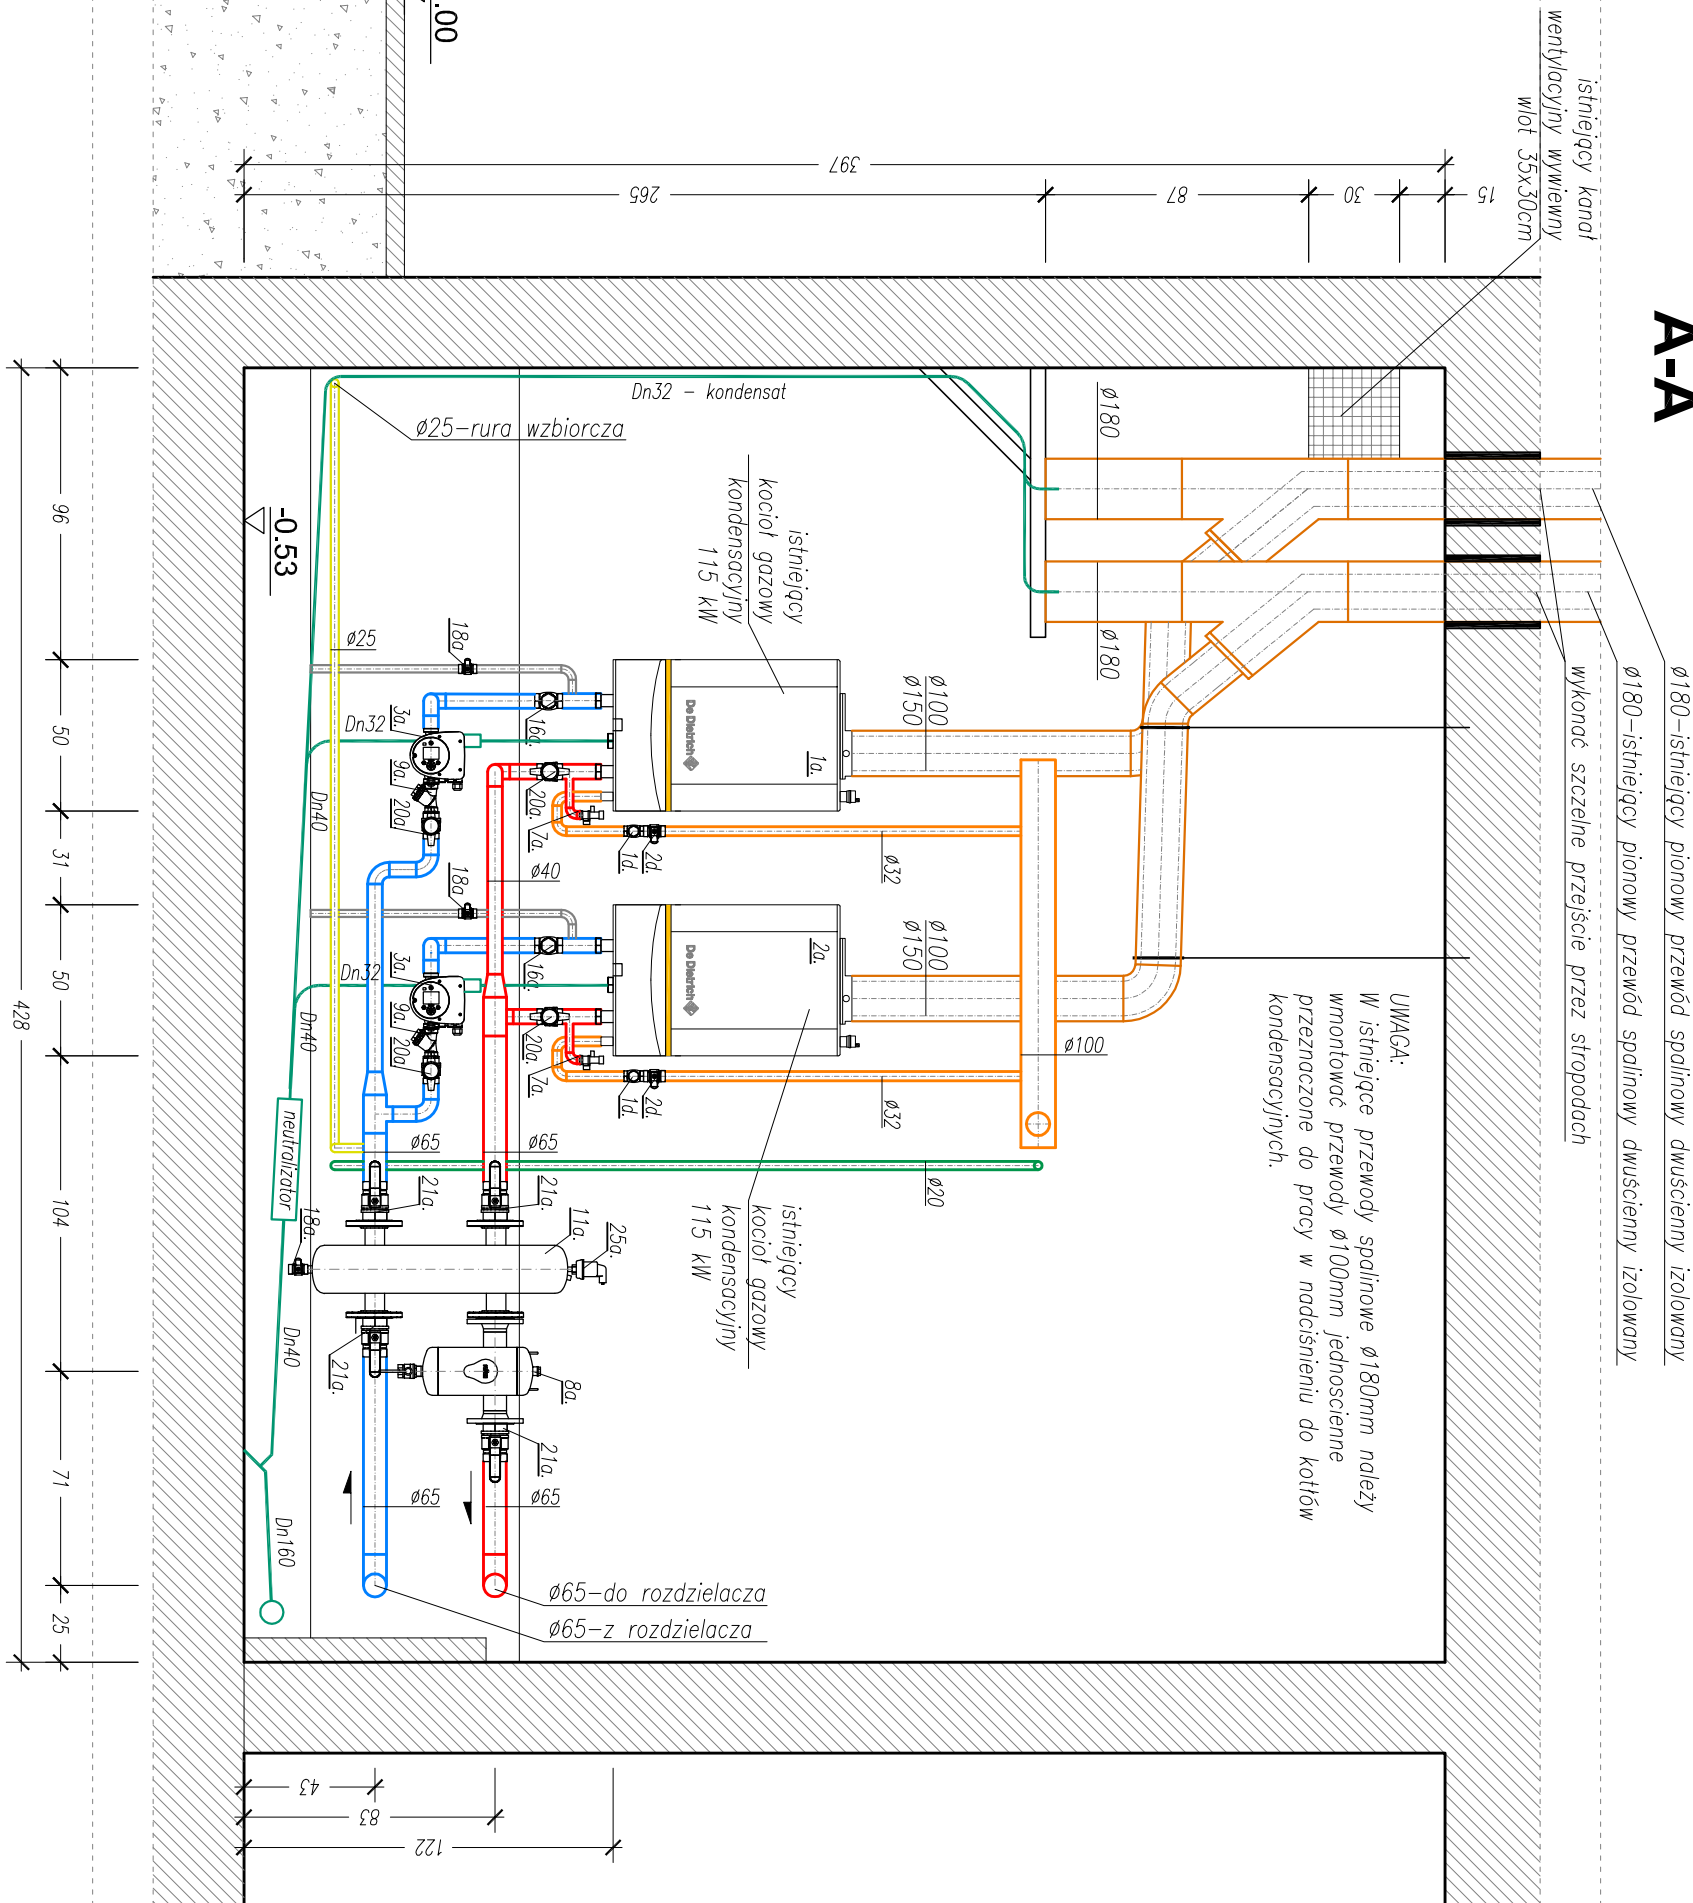 A-A
istniejący kanał
wentylacyjny wywiewny
wlot 35x30cm
ø180-istniejący pionowy przewód spalinowy dwuścienny izolowany
ø180-istniejący pionowy przewód spalinowy dwuścienny izolowany
wykonać szczelne przejście przez stropodach
UWAGA:
W istniejące przewody spalinowe ø180mm należy
wmontować przewody ø100mm jednościenne
przeznaczone do pracy w nadciśnieniu do kotłów
kondensacyjnych.
15
30
87
265
397
.00
ø180
ø180
Dn32 - kondensat
ø25-rura wzbiorcza
istniejący
kocioł gazowy
kondensacyjny
115 kW
istniejący
kocioł gazowy
kondensacyjny
115 kW
ø100
ø150
ø100
ø150
ø100
ø32
ø32
ø20
De Dietrich
1a.
De Dietrich
2a.
-0.53
ø25
18a
16a.
3a.
Dn32
9a.
20a
20a.
7a.
1d.
2d.
Dn40
ø40
18a
16a.
3a.
Dn32
9a.
20a
20a.
7a.
1d.
2d.
Dn40
neutralizator
ø65
ø65
21a.
21a.
11a.
25a.
18a.
Dn40
21a.
8a.
21a.
ø65
ø65
Dn160
ø65-do rozdzielacza
ø65-z rozdzielacza
96
50
31
50
104
71
25
428
43
83
122